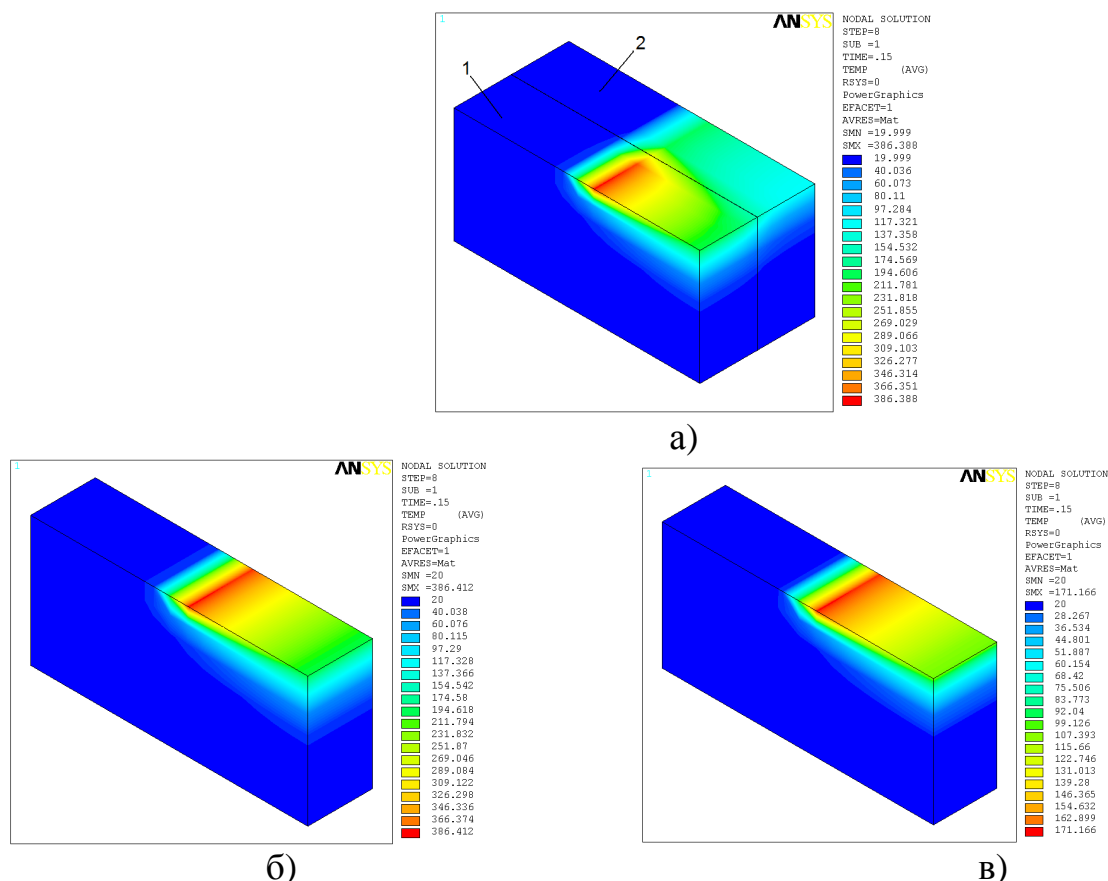 1
ANSYS
2
1
NODAL SOLUTION
STEP=8
SUB =1
TIME=.15
TEMP (AVG)
RSYS=0
PowerGraphics
EFACET=1
AVRES=Mat
SMN =19.999
SMX =386.388
19.999
40.036
60.073
80.11
97.284
117.321
137.358
154.532
174.569
194.606
211.781
231.818
251.855
269.029
289.066
309.103
326.277
346.314
366.351
386.388
а)
1
ANSYS
NODAL SOLUTION
STEP=8
SUB =1
TIME=.15
TEMP (AVG)
RSYS=0
PowerGraphics
EFACET=1
AVRES=Mat
SMN =20
SMX =386.412
20
40.038
60.076
80.115
97.29
117.328
137.366
154.542
174.58
194.618
211.794
231.832
251.87
269.046
289.084
309.122
326.298
346.336
366.374
386.412
б)
1
ANSYS
NODAL SOLUTION
STEP=8
SUB =1
TIME=.15
TEMP (AVG)
RSYS=0
PowerGraphics
EFACET=1
AVRES=Mat
SMN =20
SMX =171.166
20
28.267
36.534
44.801
51.887
60.154
68.42
75.506
83.773
92.04
99.126
107.393
115.66
122.746
131.013
139.28
146.365
154.632
162.899
171.166
в)